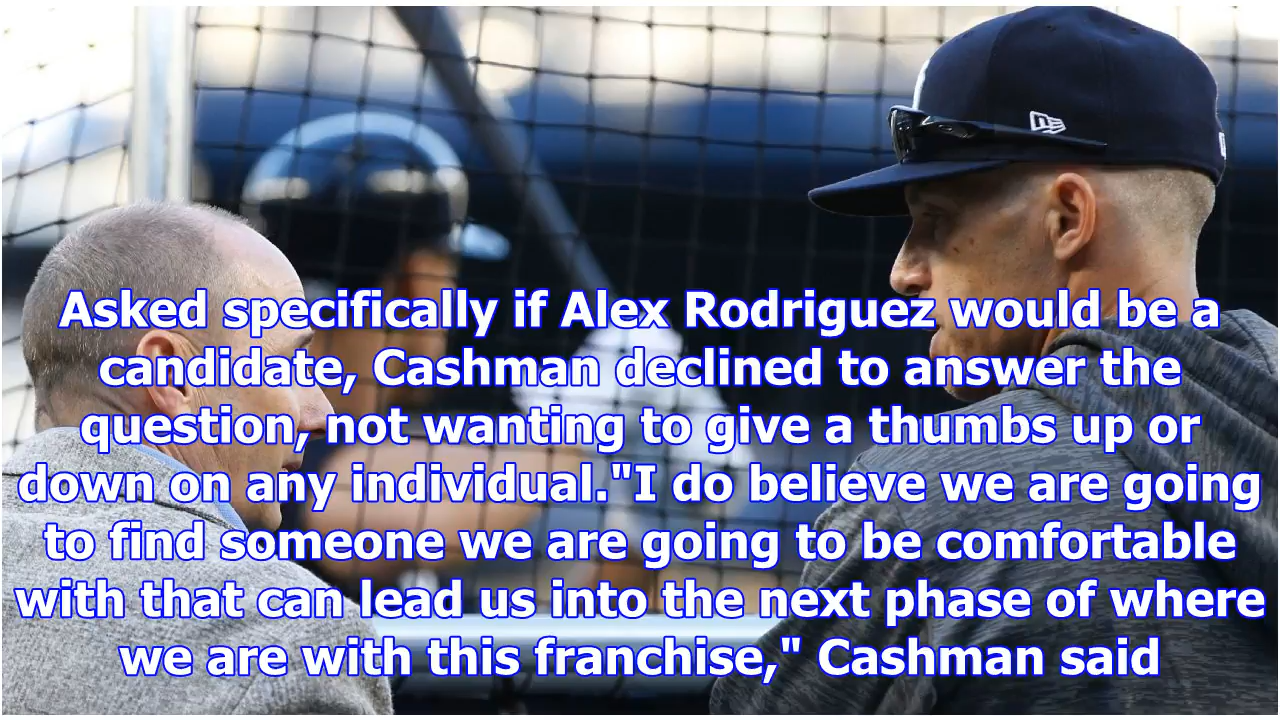 Asked specifically if Alex Rodriguez would be a
candidate, Cashman declined to answer the
question, not wanting to give a thumbs up or
down on any individual."I do believe we are going
to find someone we are going to be comfortable
with that can lead us into the next phase of where
we are with this franchise," Cashman said